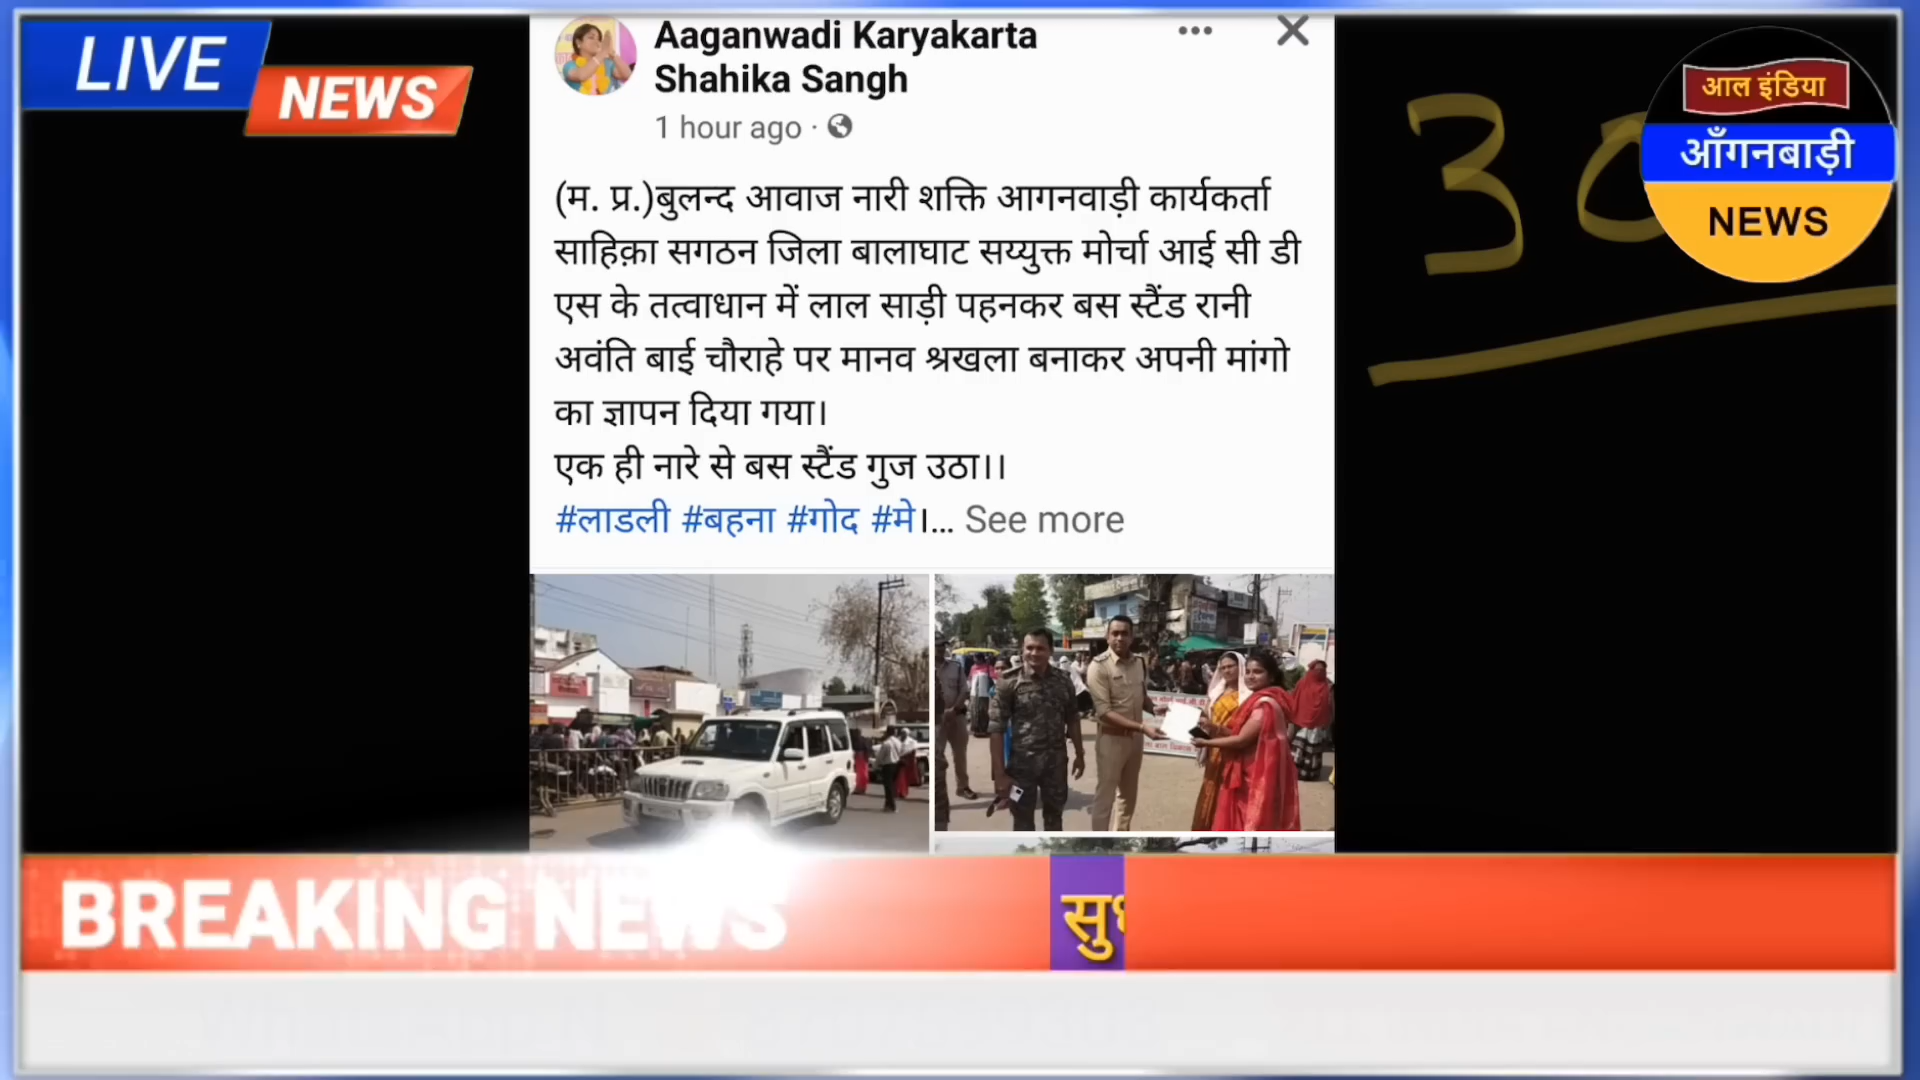 LIVE
NEWS
Aaganwadi Karyakarta
Shahika Sangh
1 hour ago
(म. प्र.)बुलन्द आवाज नारी शक्ति आगनवाड़ी कार्यकर्ता
साहिक़ा सगठन जिला बालाघाट सय्युक्त मोर्चा आई सी डी
एस के तत्वाधान में लाल साड़ी पहनकर बस स्टैंड रानी
अवंति बाई चौराहे पर मानव श्रखला बनाकर अपनी मांगो
का ज्ञापन दिया गया।
एक ही नारे से बस स्टैंड गुज उठा।।
#लाडली #बहना #गोद #मे।... See more
30
आल इंडिया
आँगनबाड़ी
NEWS
BREAKING NEWS